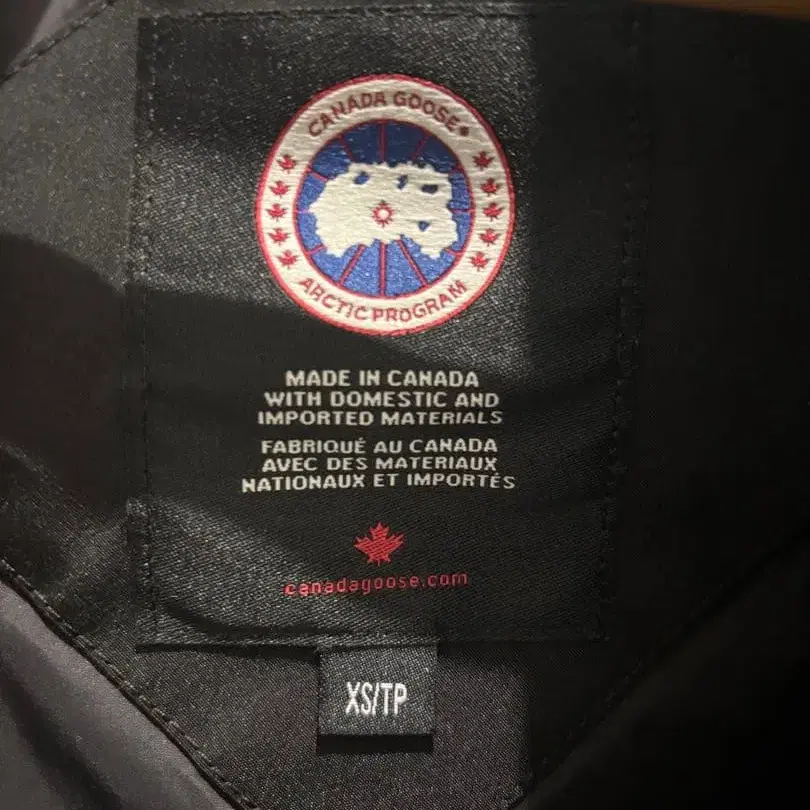 CANADA GOOSE®
ARCTIC PROGRAM
MADE IN CANADA
WITH DOMESTIC AND
IMPORTED MATERIALS
FABRIQUÉ AU CANADA
AVEC DES MATERIAUX
NATIONAUX ET IMPORTÉS
canadagoose.com
XS/TP